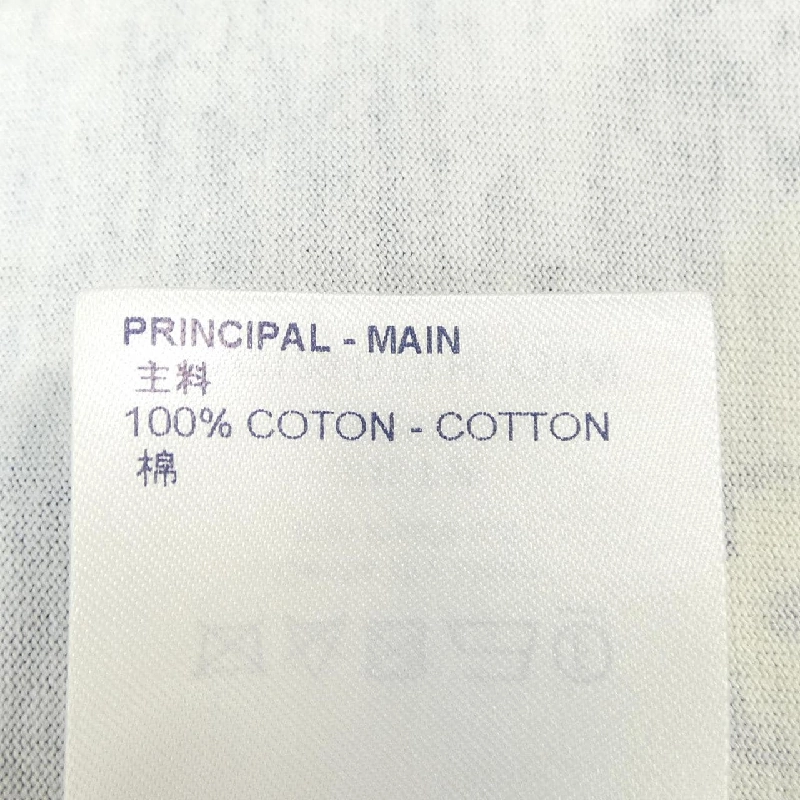 PRINCIPAL - MAIN
主料
100% COTON - COTTON
棉